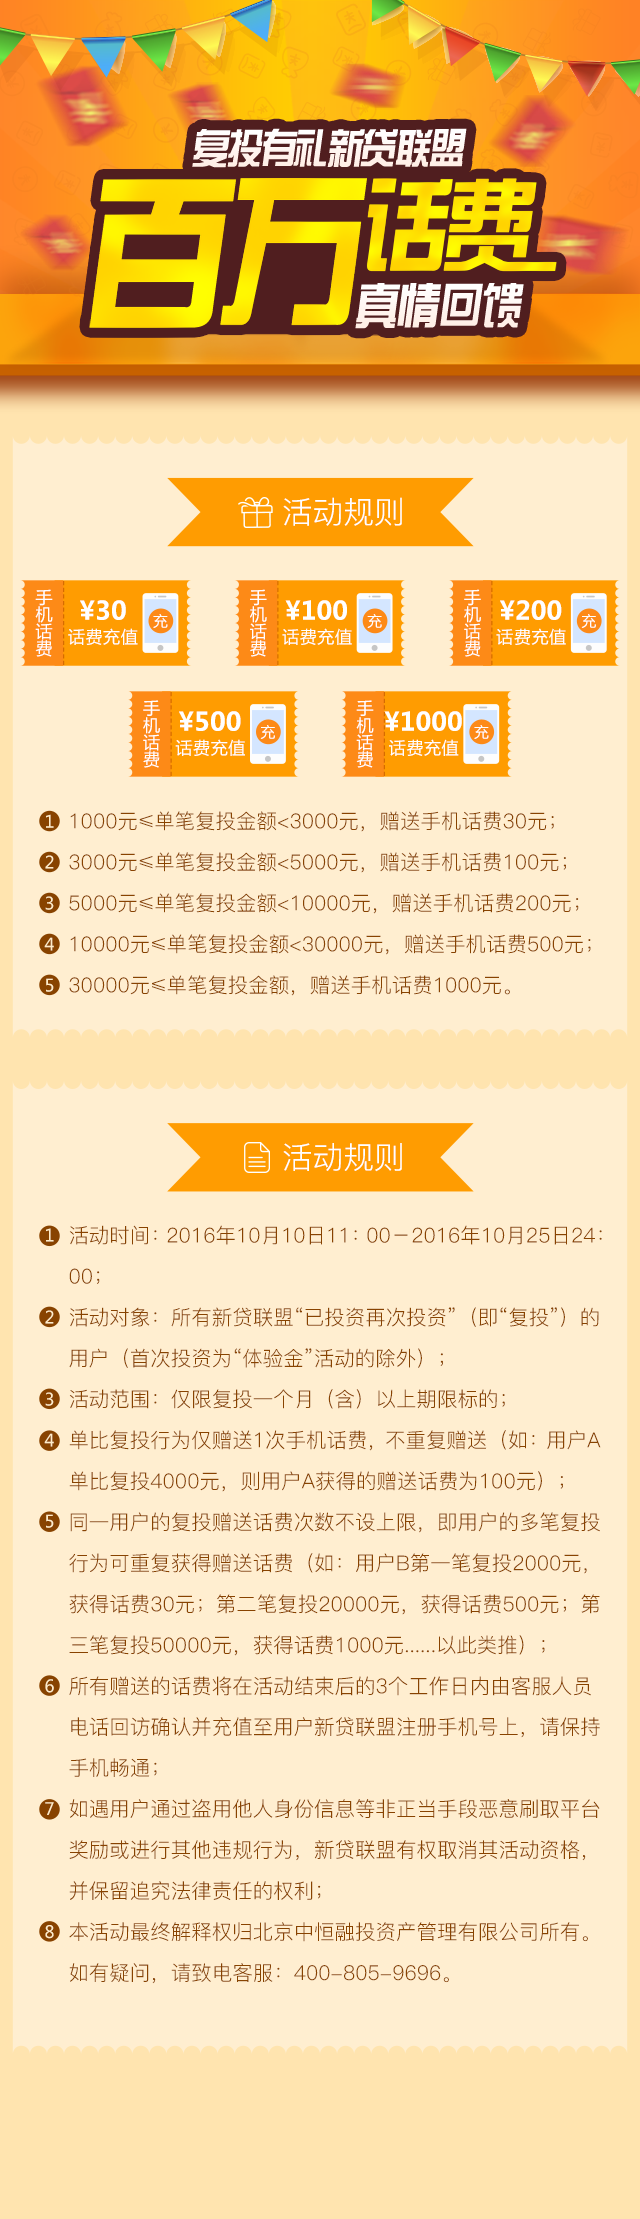 复投有礼新贷联盟
百万话费
真情回馈
活动规则
手机话费
¥30
话费充值
充
手机话费
¥100
话费充值
充
手机话费
¥200
话费充值
充
手机话费
¥500
话费充值
充
手机话费
¥1000
话费充值
充
1 1000元≤单笔复投金额<3000元，赠送手机话费30元；
2 3000元≤单笔复投金额<5000元，赠送手机话费100元；
3 5000元≤单笔复投金额<10000元，赠送手机话费200元；
4 10000元≤单笔复投金额<30000元，赠送手机话费500元；
5 30000元≤单笔复投金额，赠送手机话费1000元。
活动规则
1 活动时间：2016年10月10日11：00－2016年10月25日24：
00；
2 活动对象：所有新贷联盟“已投资再次投资”（即“复投”）的
用户（首次投资为“体验金”活动的除外）；
3 活动范围：仅限复投一个月（含）以上期限标的；
4 单比复投行为仅赠送1次手机话费，不重复赠送（如：用户A
单比复投4000元，则用户A获得的赠送话费为100元）；
5 同一用户的复投赠送话费次数不设上限，即用户的多笔复投
行为可重复获得赠送话费（如：用户B第一笔复投2000元，
获得话费30元；第二笔复投20000元，获得话费500元；第
三笔复投50000元，获得话费1000元......以此类推）；
6 所有赠送的话费将在活动结束后的3个工作日内由客服人员
电话回访确认并充值至用户新贷联盟注册手机号上，请保持
手机畅通；
7 如遇用户通过盗用他人身份信息等非正当手段恶意刷取平台
奖励或进行其他违规行为，新贷联盟有权取消其活动资格，
并保留追究法律责任的权利；
8 本活动最终解释权归北京中恒融投资产管理有限公司所有。
如有疑问，请致电客服：400-805-9696。